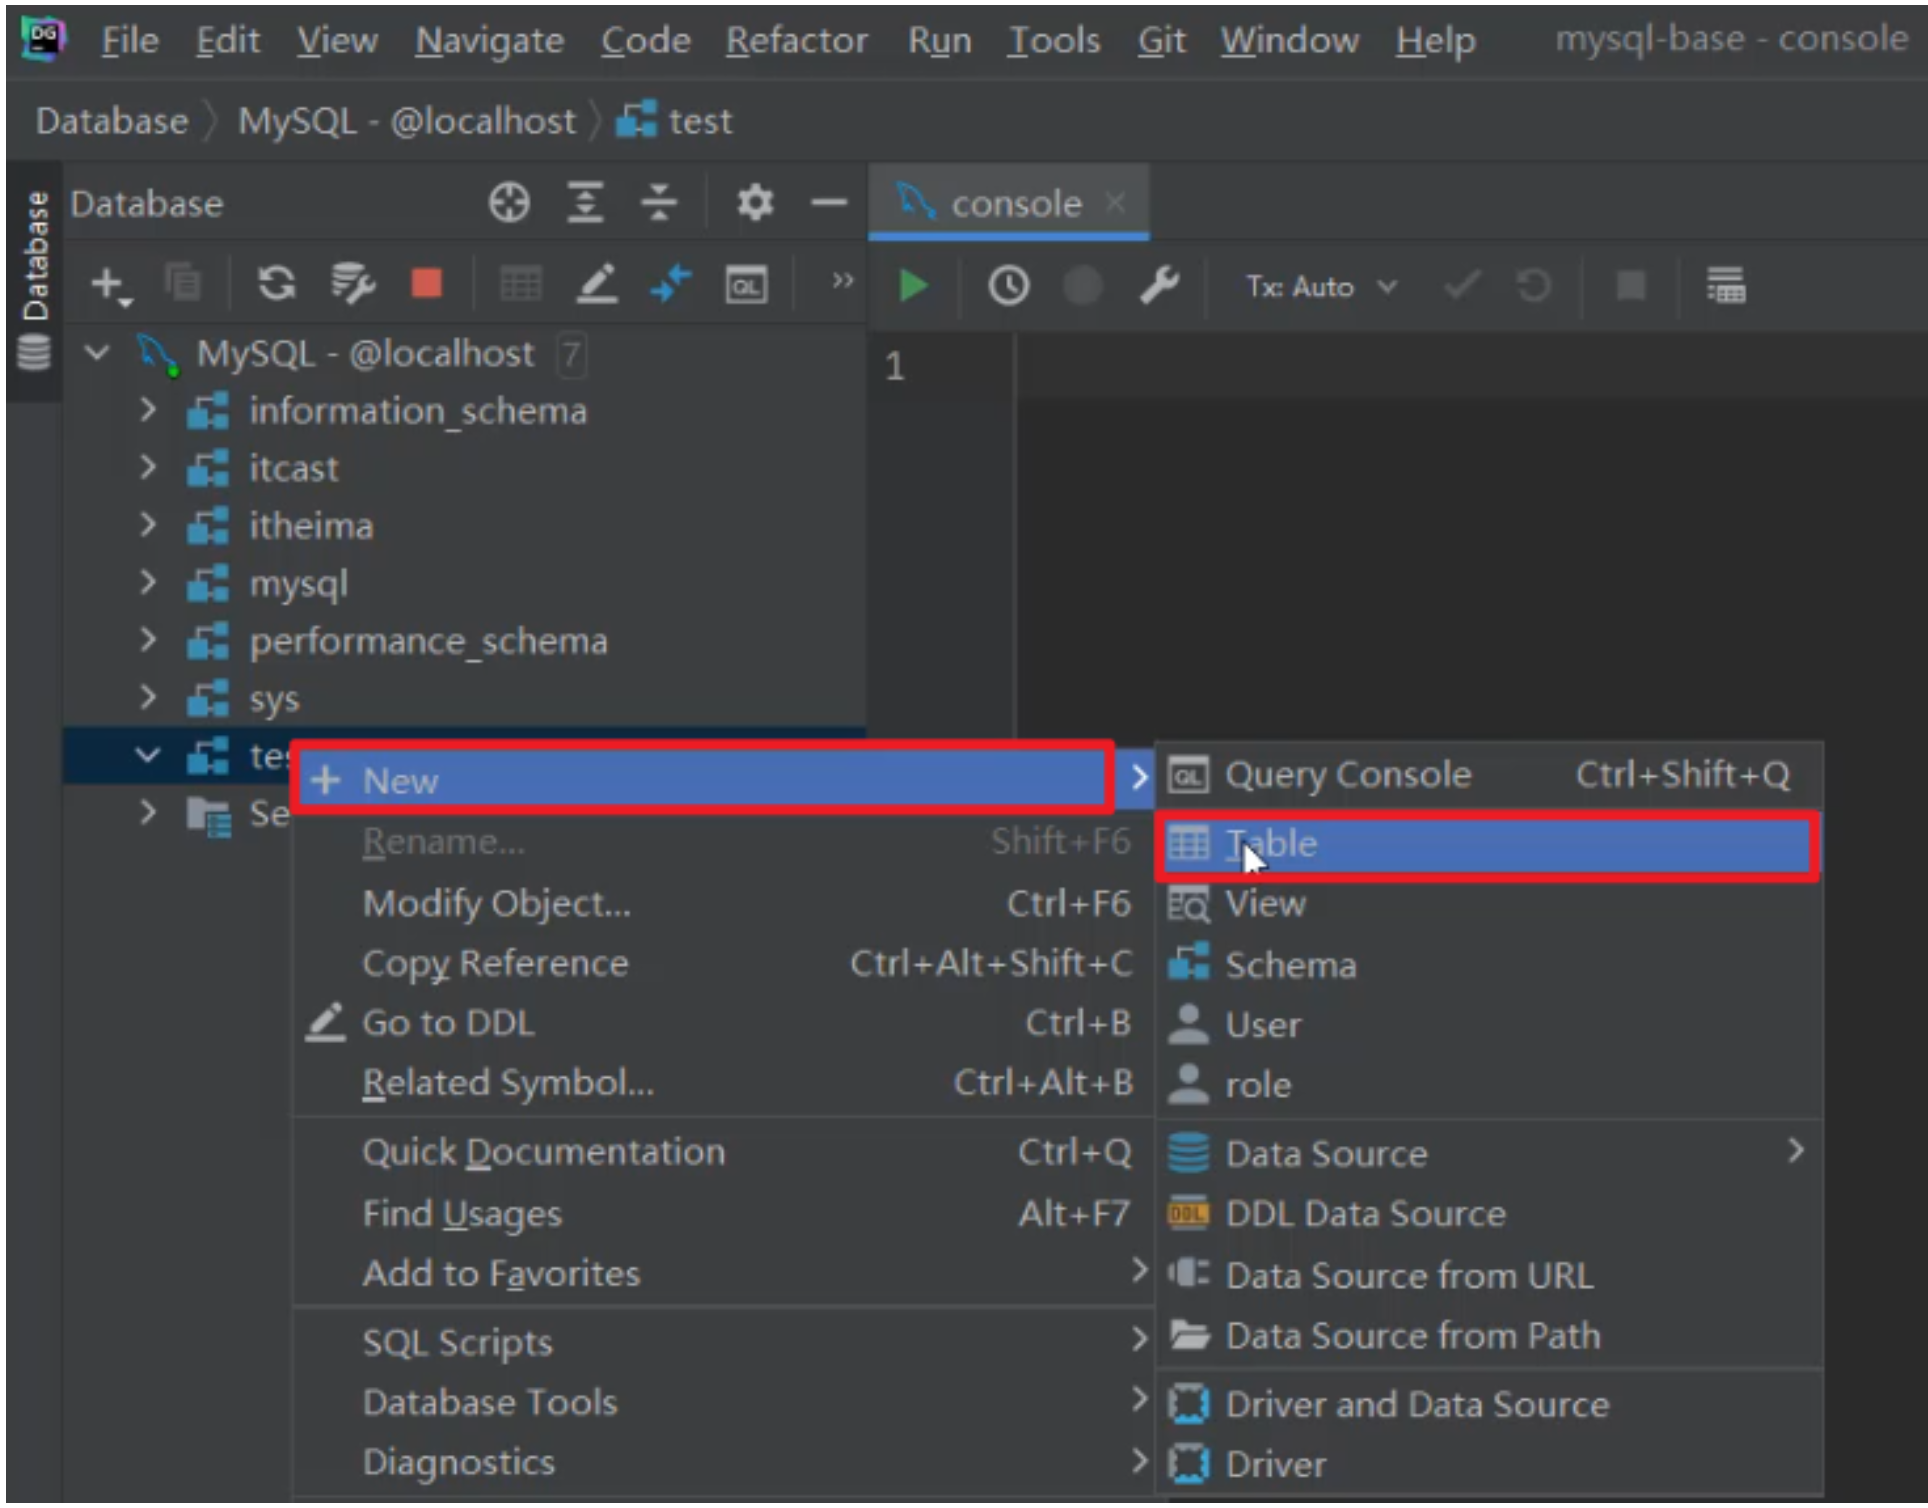 DG File Edit View Navigate Code Refactor Run Tools Git Window Help mysql-base - console
Database MySQL - @localhost test
Database
Database
console
QL
Tx: Auto
MySQL - @localhost 7
1
information_schema
itcast
itheima
mysql
performance_schema
sys
New
Rename... Shift+F6
Modify Object... Ctrl+F6
Copy Reference Ctrl+Alt+Shift+C
Go to DDL Ctrl+B
Related Symbol... Ctrl+Alt+B
Quick Documentation Ctrl+Q
Find Usages Alt+F7
Add to Favorites
SQL Scripts
Database Tools
Diagnostics
QL Query Console Ctrl+Shift+Q
Table
View
Schema
User
role
Data Source
DDL DDL Data Source
Data Source from URL
Data Source from Path
Driver and Data Source
Driver